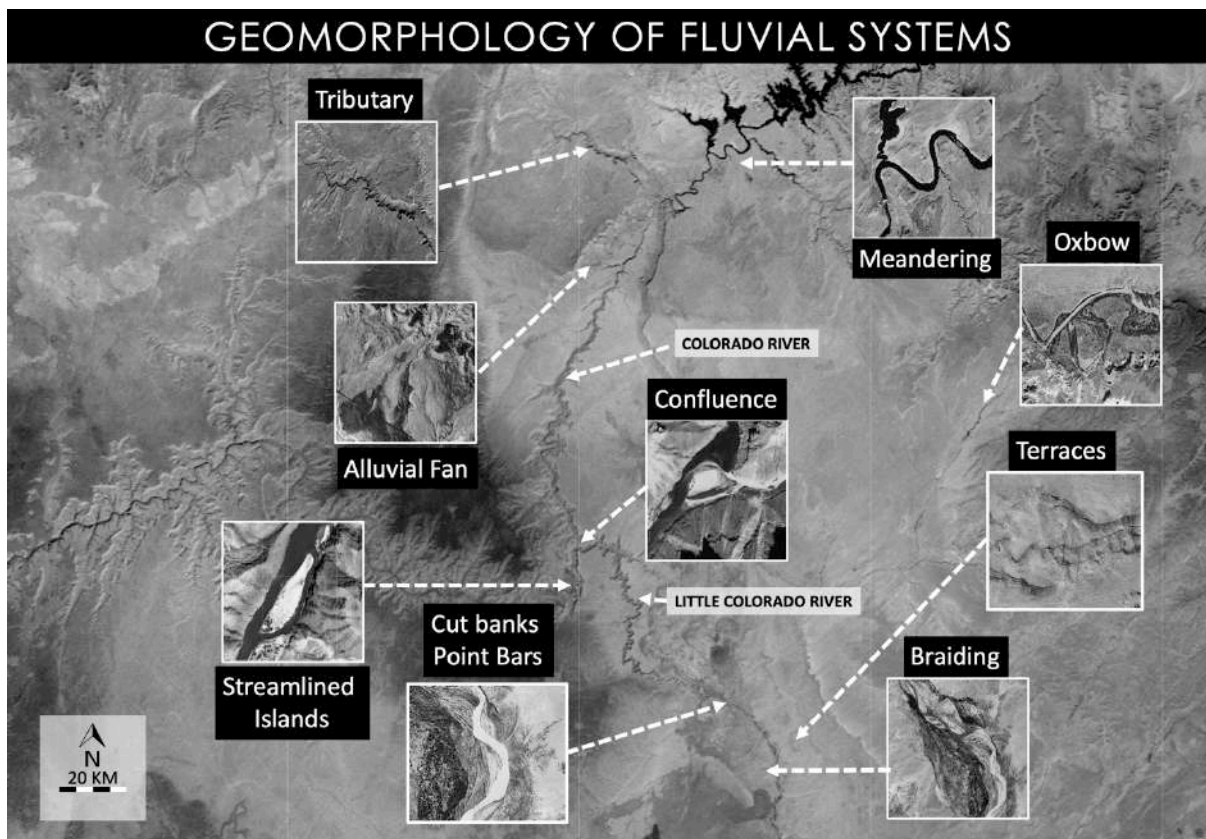 GEOMORPHOLOGY OF FLUVIAL SYSTEMS
Tributary
Meandering
Oxbow
COLORADO RIVER
Confluence
Alluvial Fan
Terraces
LITTLE COLORADO RIVER
Cut banks
Point Bars
Braiding
Streamlined
Islands
N
20 KM